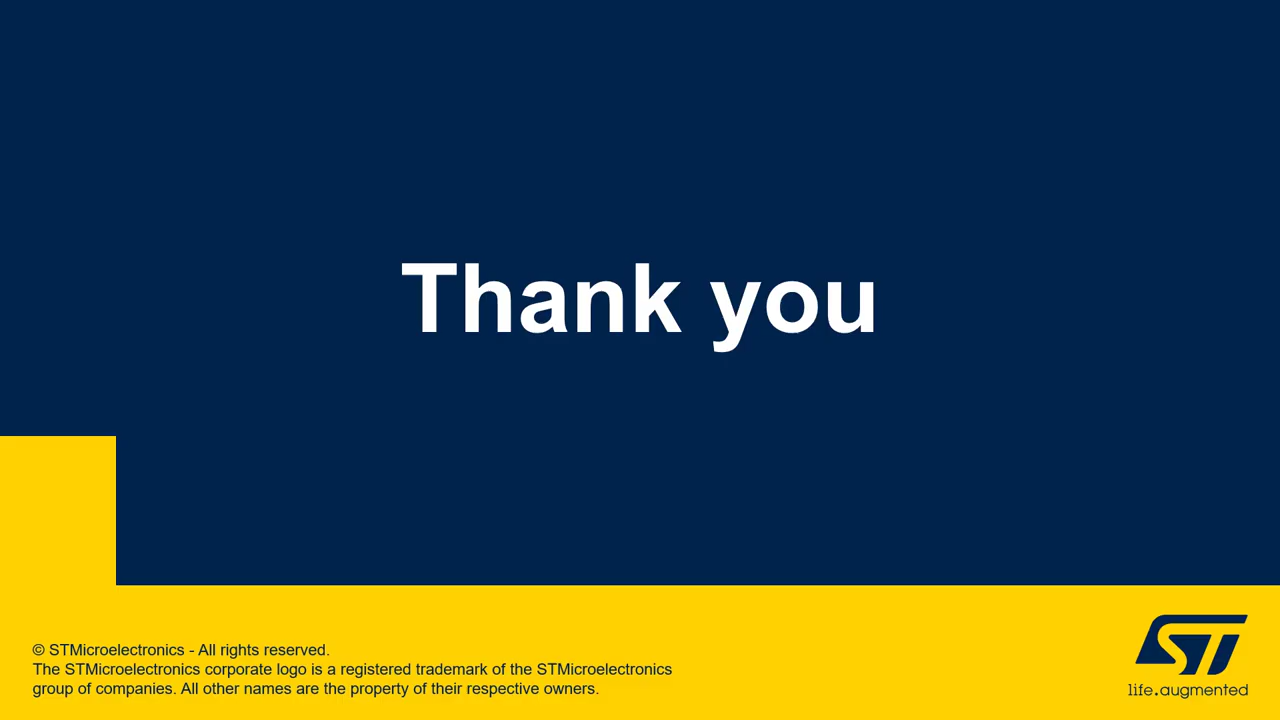 Thank you
© STMicroelectronics - All rights reserved.
The STMicroelectronics corporate logo is a registered trademark of the STMicroelectronics
group of companies. All other names are the property of their respective owners.
ST
life.augmented